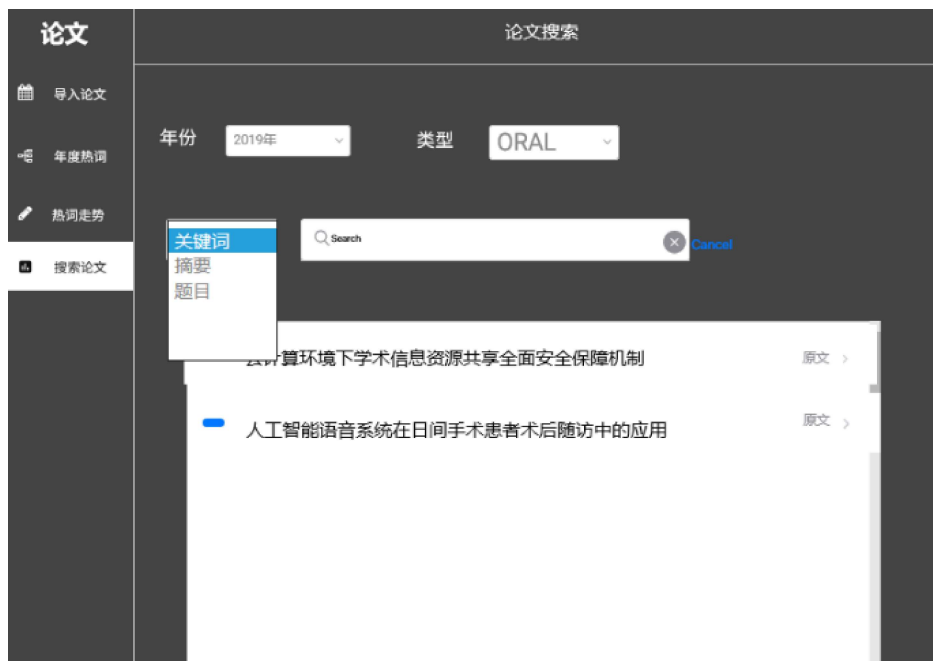 论文
论文搜索
导入论文
年度热词
热词走势
搜索论文
年份 2019年 类型 ORAL
关键词
摘要
题目
Search Cancel
算环境下学术信息资源共享全面安全保障机制 原文
人工智能语音系统在日间手术患者术后随访中的应用 原文